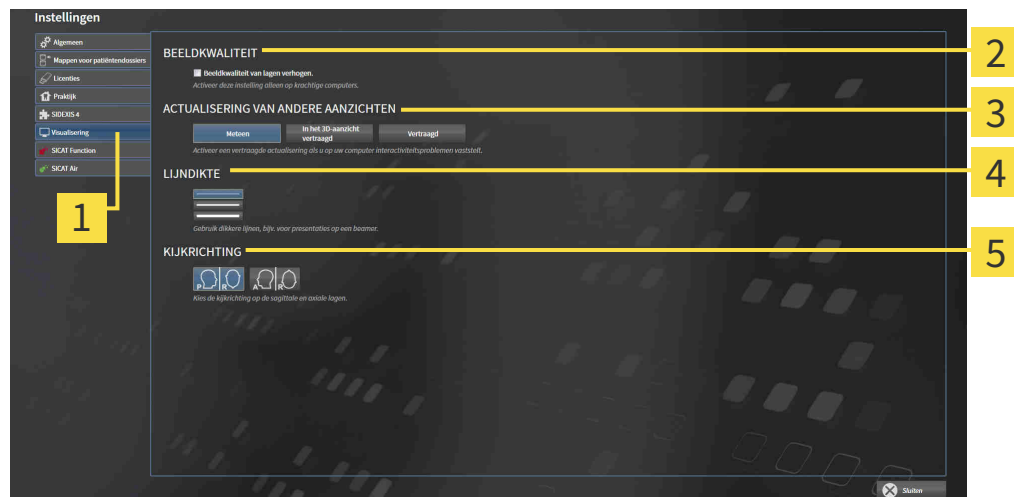 Instellingen
Algemeen
Mappen voor patiëntendossiers
Licenties
Praktijk
SIDEXIS 4
Visualisering
SICAT Function
SICAT Air
1
BEELDKWALITEIT
2
Beeldkwaliteit van lagen verhogen.
Activeer deze instelling alleen op krachtige computers.
ACTUALISERING VAN ANDERE AANZICHTEN
3
Meteen
In het 3D-aanzicht
vertraagd
Vertraagd
Activeer een vertraagde actualisering als u op uw computer interactiviteitsproblemen vaststelt.
LIJNDIKTE
4
Gebruik dikkere lijnen, bijv. voor presentaties op een beamer.
KIJKRICHTING
5
P R
A R
Kies de kijkrichting op de sagittale en axiale lagen.
Sluiten